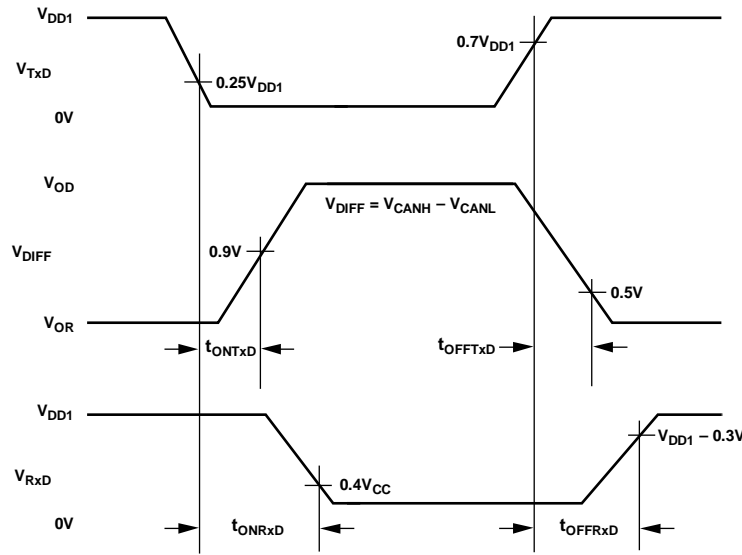 VDD1
0.7VDD1
VTxD
0.25VDD1
0V
VOD
VDIFF = VCANH – VCANL
VDIFF
0.9V
0.5V
VOR
tONTxD
tOFFTxD
VDD1
VDD1 – 0.3V
VRxD
0.4VCC
0V
tONRxD
tOFFRxD